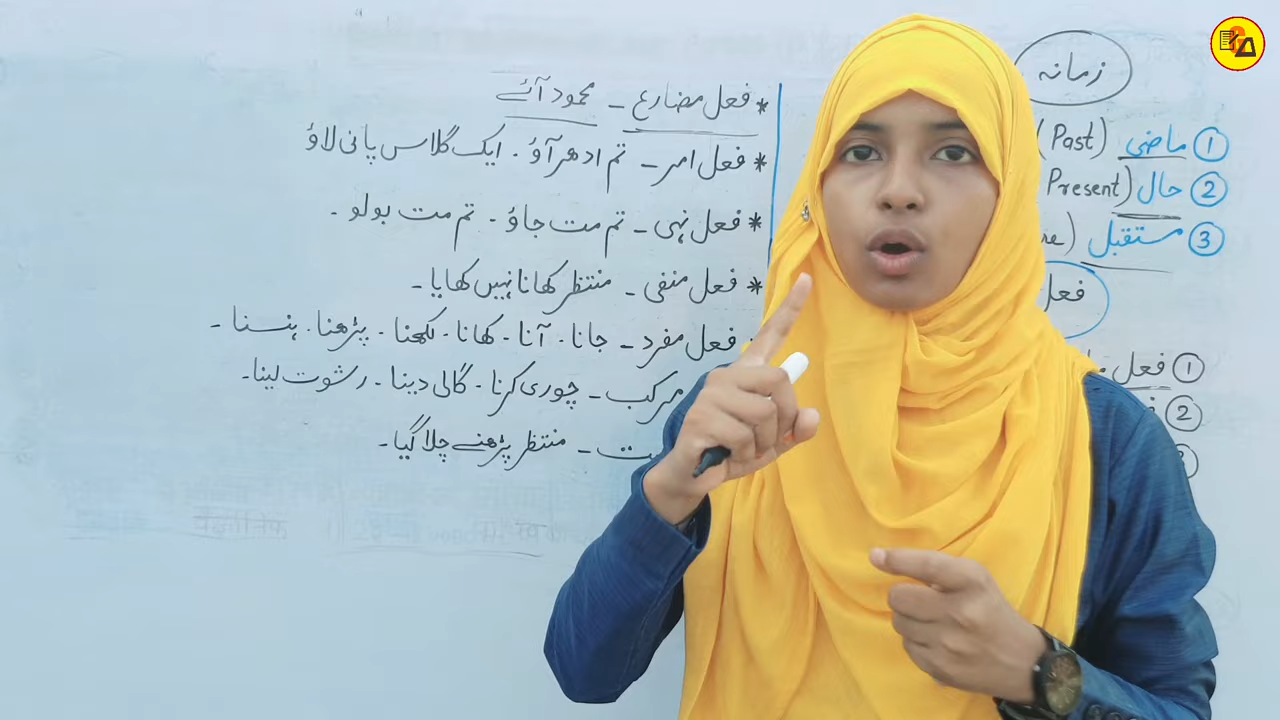 زمانہ
① ماضی (Past)
② حال (Present)
③ مستقبل
فعل
① فعل
②
* فعل مضارع - محمود آئے
* فعل امر - تم ادھر آؤ . ایک گلاس پانی لاؤ
* فعل نہی - تم مت جاؤ - تم مت بولو -
* فعل منفی - منتظر کھانا نہیں کھایا -
فعل مفرد - جانا . آنا . کھانا . لکھنا . پڑھنا . ہنسنا -
مرکب - چوری کرنا . گالی دینا - رشوت لینا -
- منتظر پڑھنے چلا گیا -